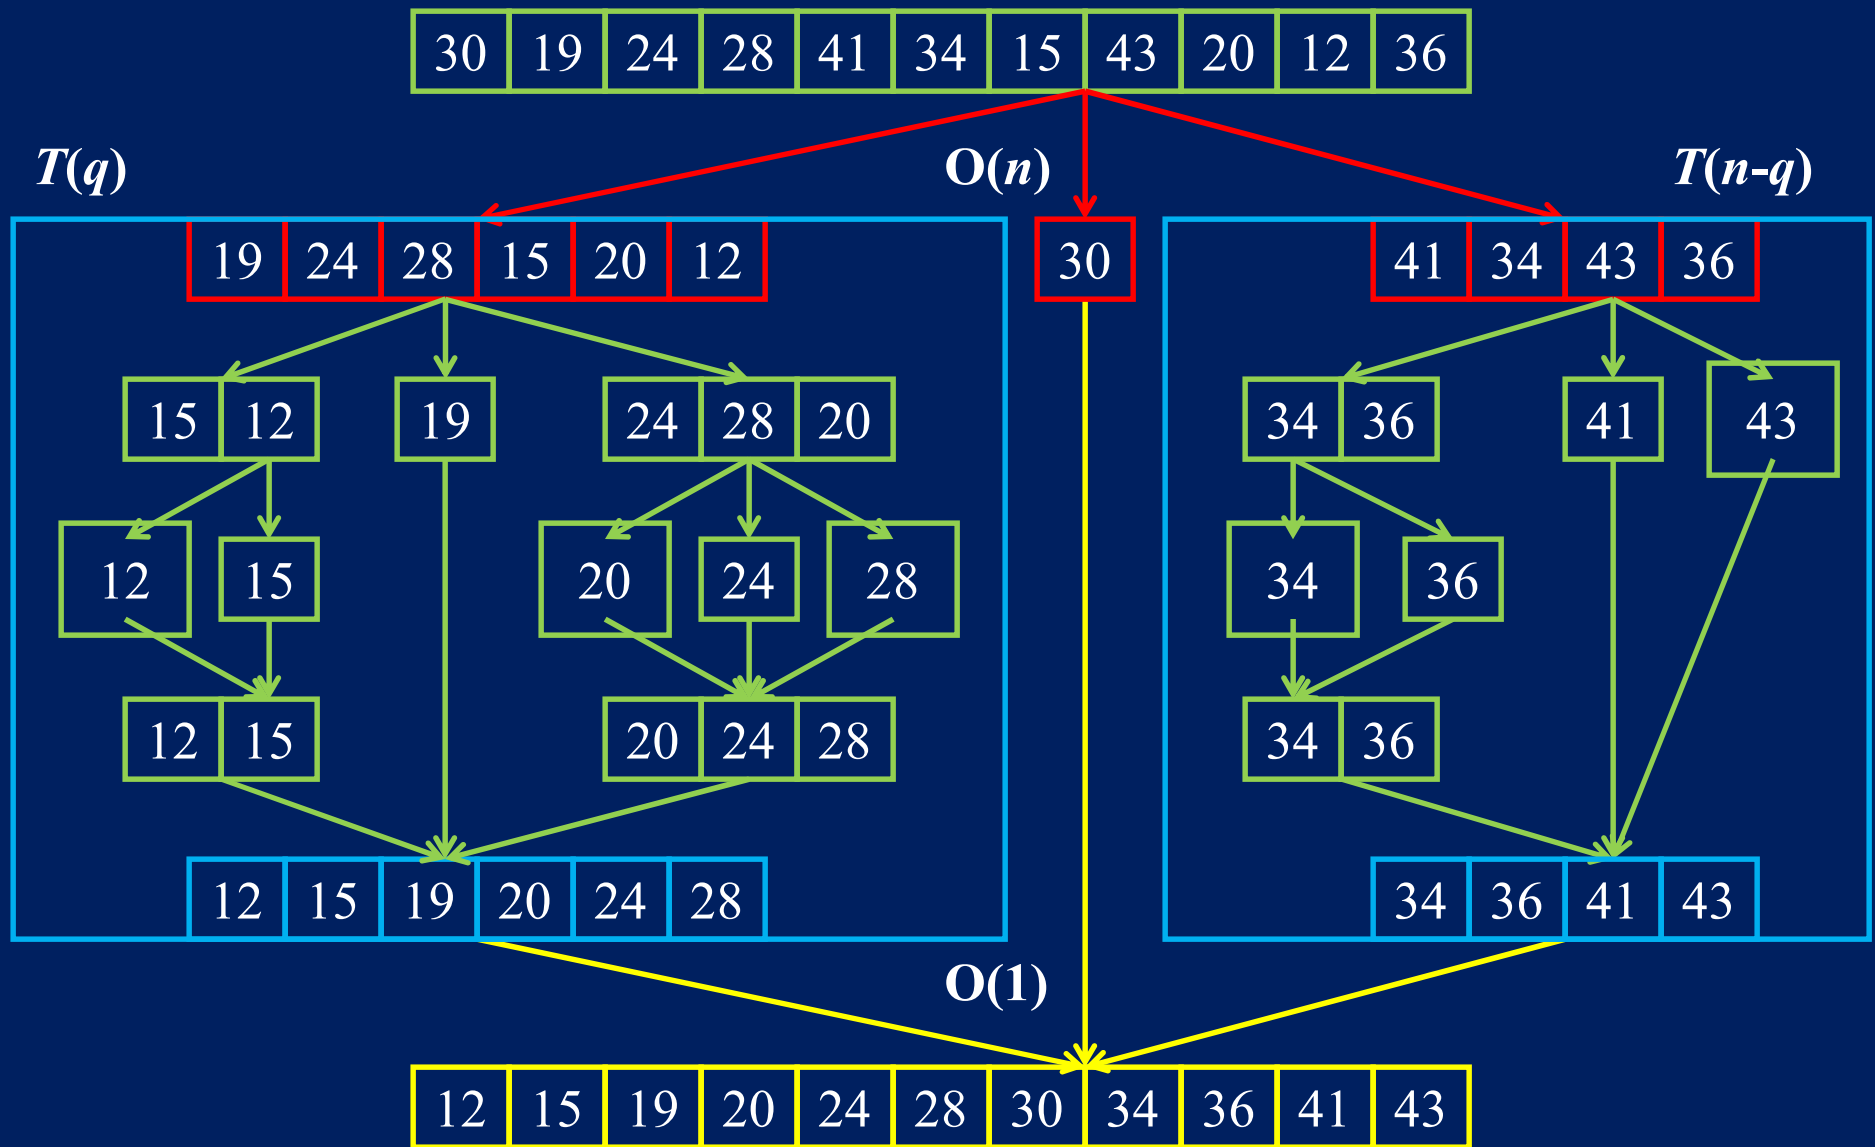 30 19 24 28 41 34 15 43 20 12 36
T(q) O(n) T(n-q)
19 24 28 15 20 12 30 41 34 43 36
15 12 19 24 28 20 34 36 41 43
12 15 20 24 28 34 36
12 15 20 24 28 34 36
12 15 19 20 24 28 34 36 41 43
O(1)
12 15 19 20 24 28 30 34 36 41 43